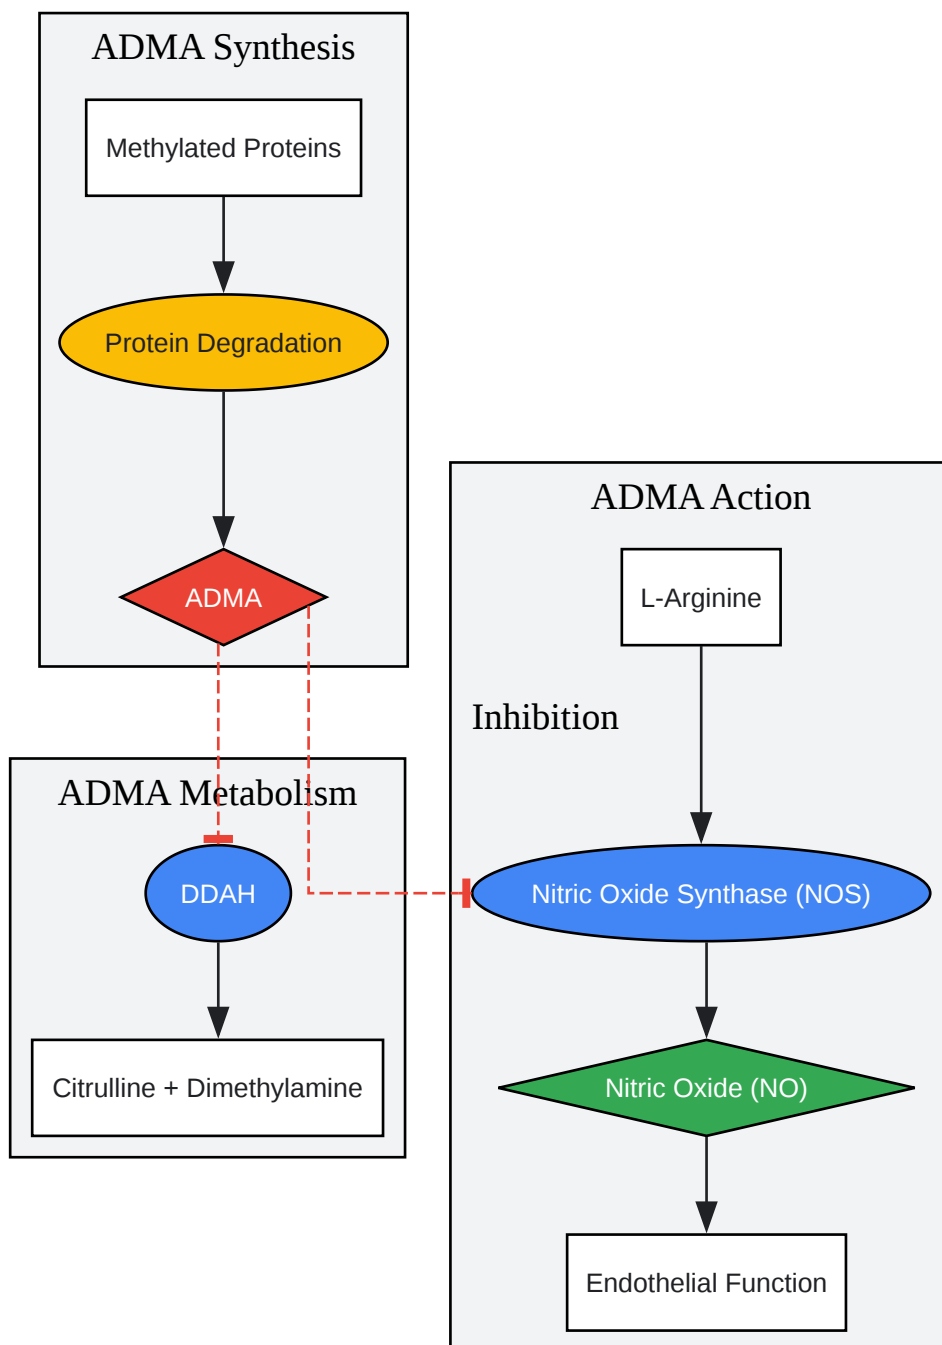 ADMA Synthesis
Methylated Proteins
Protein Degradation
ADMA
ADMA Action
L-Arginine
Inhibition
ADMA Metabolism
DDAH
Nitric Oxide Synthase (NOS)
Citrulline + Dimethylamine
Nitric Oxide (NO)
Endothelial Function